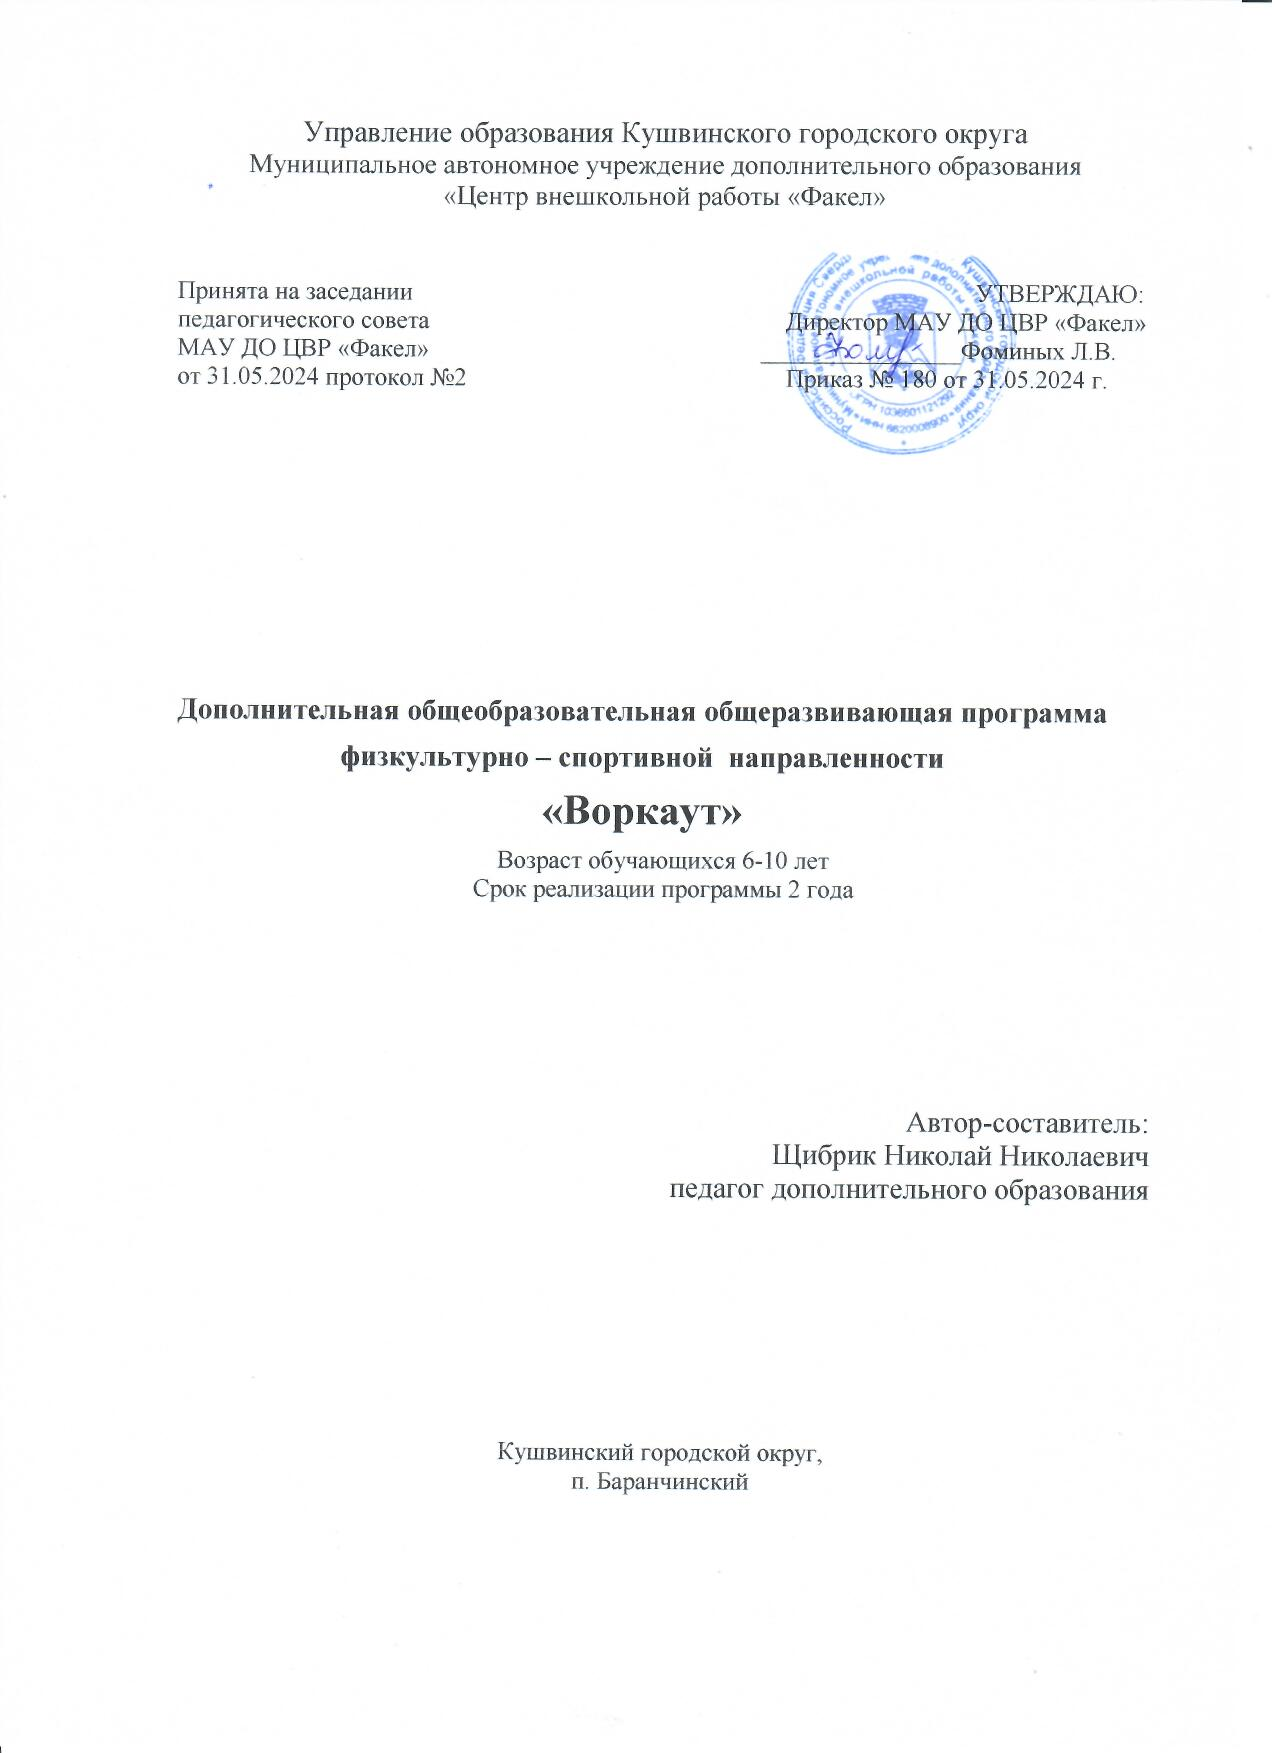 Управление образования Кушвинского городского округа
Муниципальное автономное учреждение дополнительного образования
«Центр внешкольной работы «Факел»
Принята на заседании
педагогического совета
МАУ ДО ЦВР «Факел»
от 31.05.2024 протокол №2
УТВЕРЖДАЮ:
Директор МАУ ДО ЦВР «Факел»
Фоминых Л.В.
Приказ № 180 от 31.05.2024 г.
Дополнительная общеобразовательная общеразвивающая программа
физкультурно – спортивной направленности
«Воркаут»
Возраст обучающихся 6-10 лет
Срок реализации программы 2 года
Автор-составитель:
Щибрик Николай Николаевич
педагог дополнительного образования
Кушвинский городской округ,
п. Баранчинский